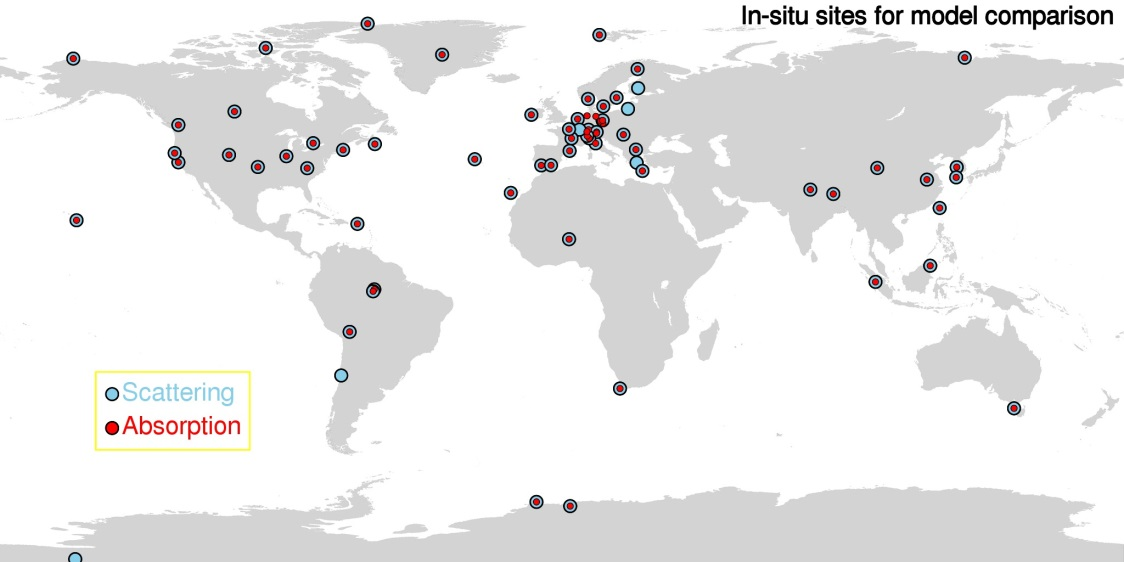 In-situ sites for model comparison
Scattering
Absorption